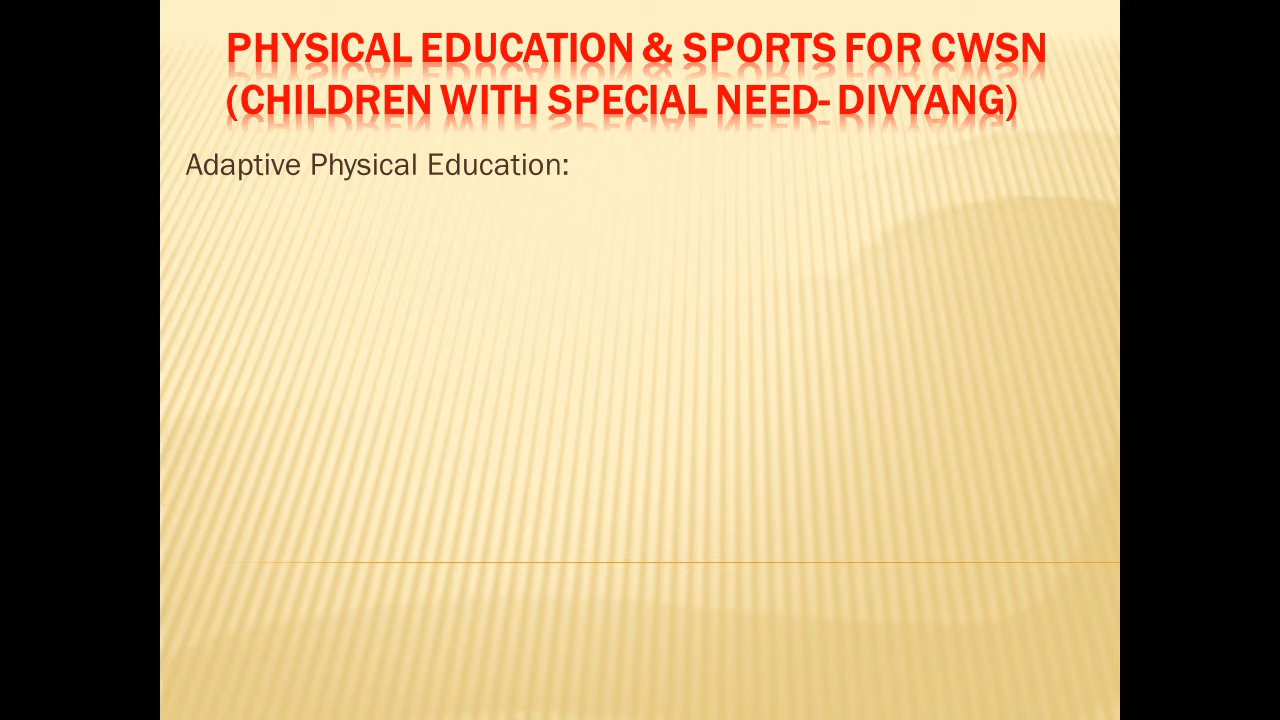 PHYSICAL EDUCATION & SPORTS FOR CWSN
(CHILDREN WITH SPECIAL NEED- DIVYANG)
Adaptive Physical Education: